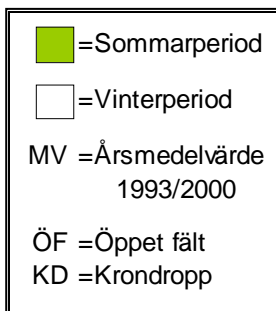 =Sommarperiod
=Vinterperiod
MV =Årsmedelvärde
1993/2000
ÖF =Öppet fält
KD =Krondropp